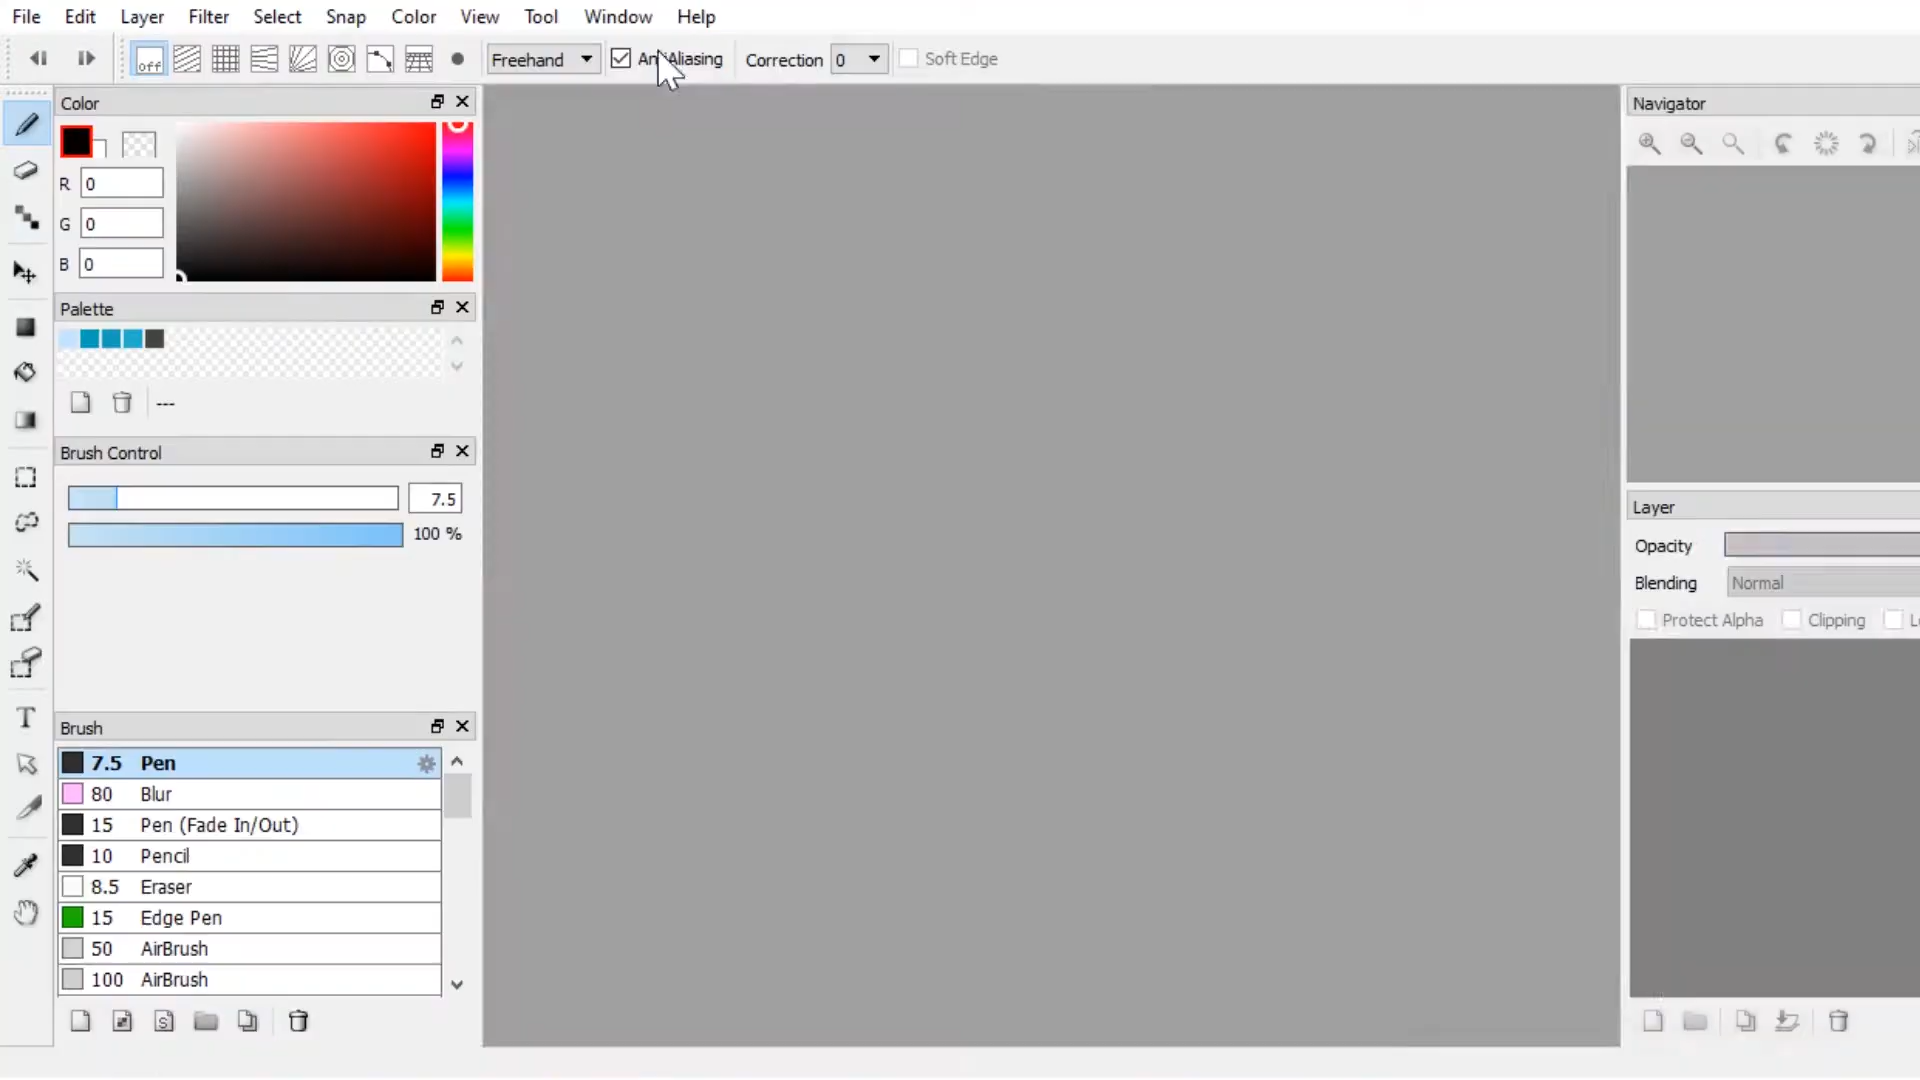 File Edit Layer Filter Select Snap Color View Tool Window Help
off Freehand Correction 0 Soft Edge
Color
R 0
G 0
B 0
Palette
---
Brush Control
7.5
100 %
Brush
7.5 Pen
80 Blur
15 Pen (Fade In/Out)
10 Pencil
8.5 Eraser
15 Edge Pen
50 AirBrush
100 AirBrush
Navigator
Layer
Opacity
Blending Normal
Protect Alpha Clipping